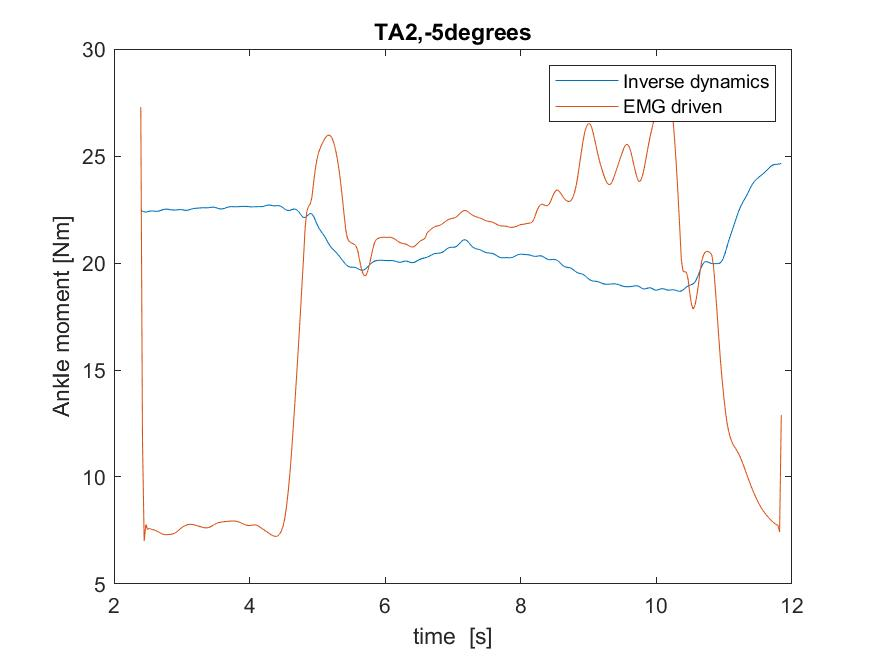 TA2,-5degrees
30
25
20
15
10
5
Ankle moment [Nm]
Inverse dynamics
EMG driven
2 4 6 8 10 12
time [s]